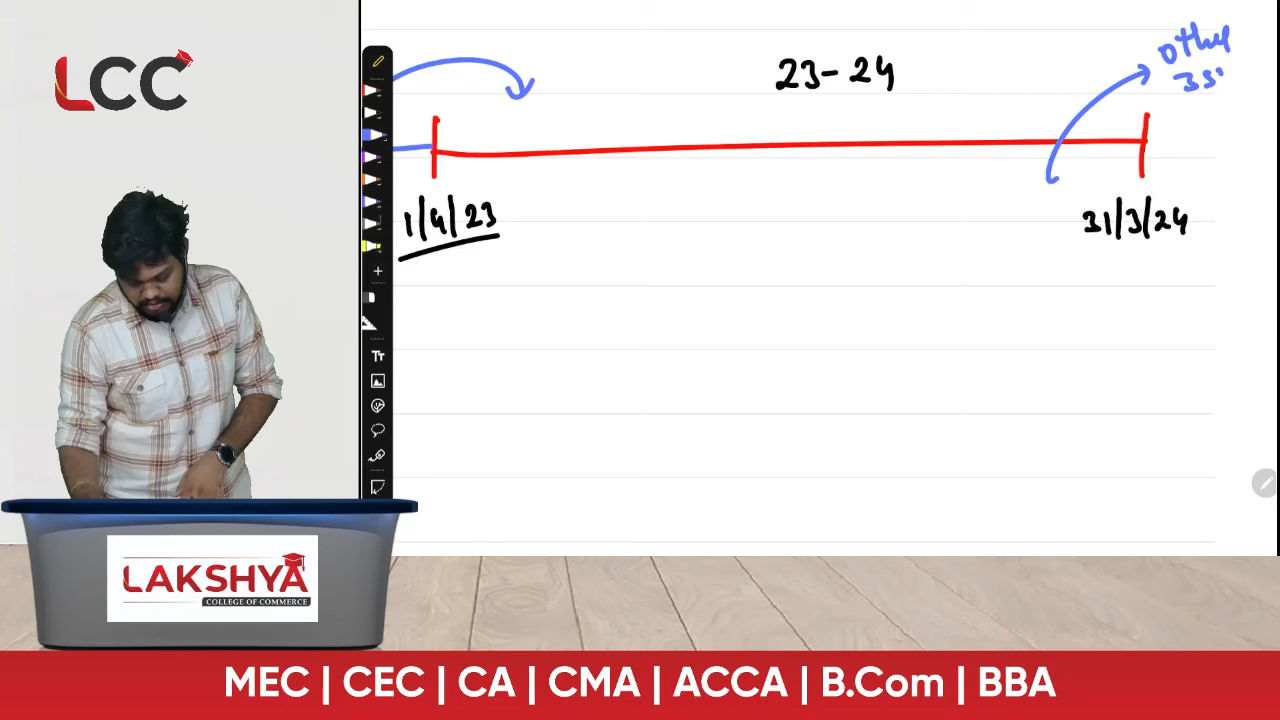 LCC
23-24
1/4/23
31/3/24
Tт
LAKSHYA
COLLEGE OF COMMERCE
MEC | CEC | CA | CMA | ACCA | B.Com | BBA